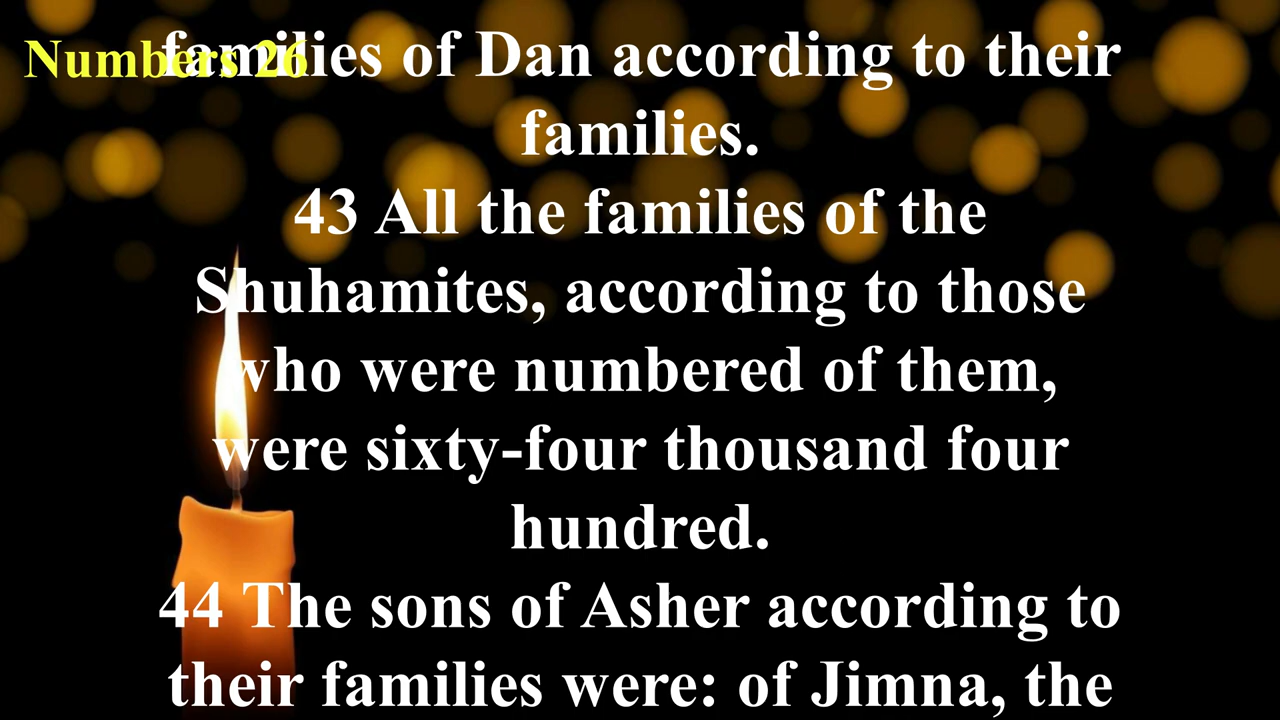 Numbers 26
families of Dan according to their
families.
43 All the families of the
Shuhamites, according to those
who were numbered of them,
were sixty-four thousand four
hundred.
44 The sons of Asher according to
their families were: of Jimna, the